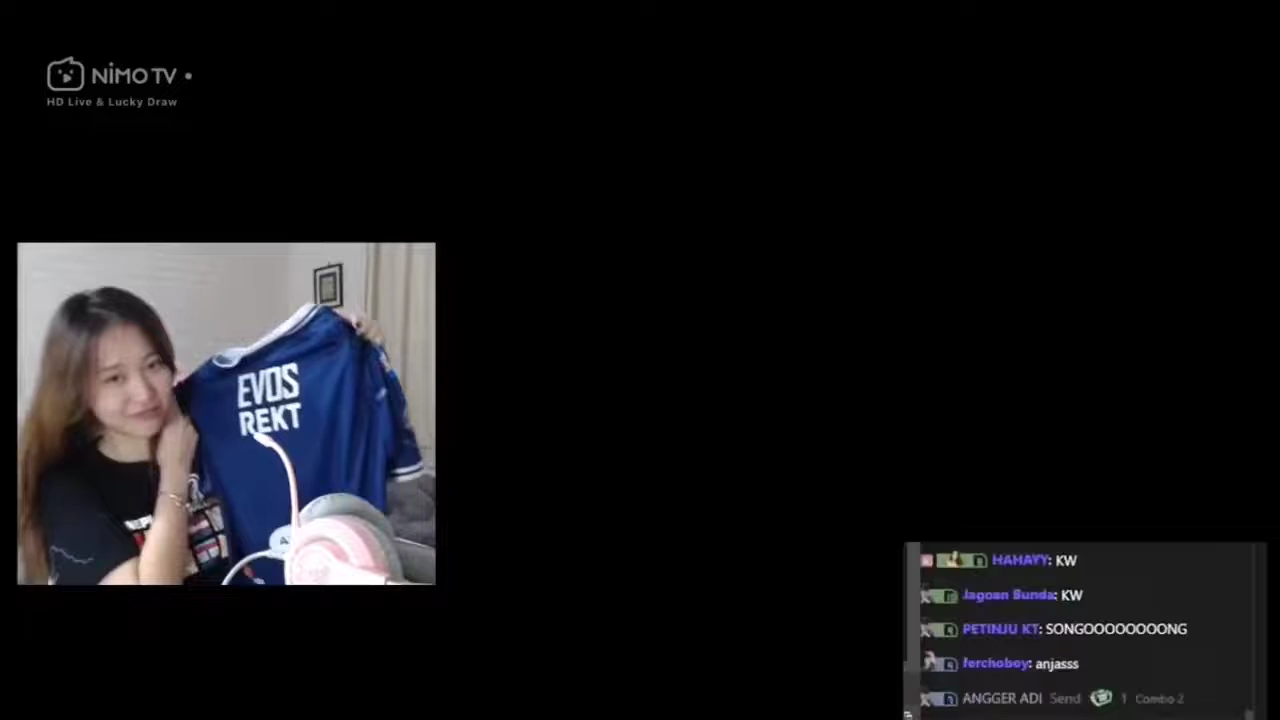 NIMO TV
HD Live & Lucky Draw
EVOS
REKT
HAHAYY: KW
Jagoan Bunda: KW
PETINJU KT: SONGOOOOOOOONG
ferchoboy: anjasss
ANGGER ADI Send 1 Combo 2